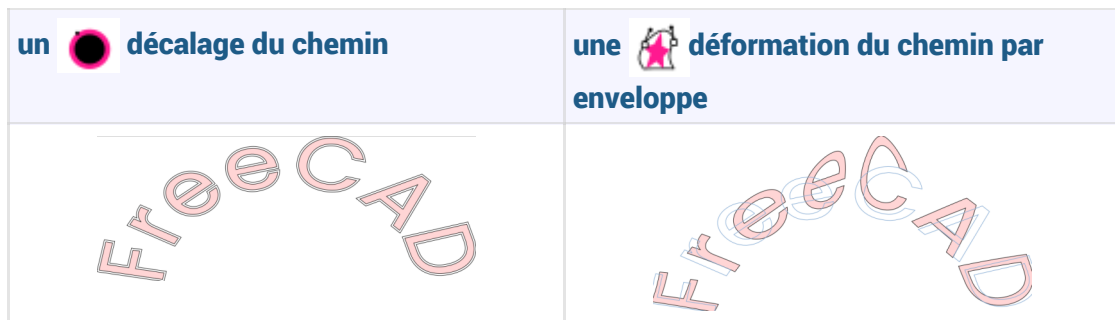 un décalage du chemin
une déformation du chemin par
enveloppe
FreeCAD
FreeCAD